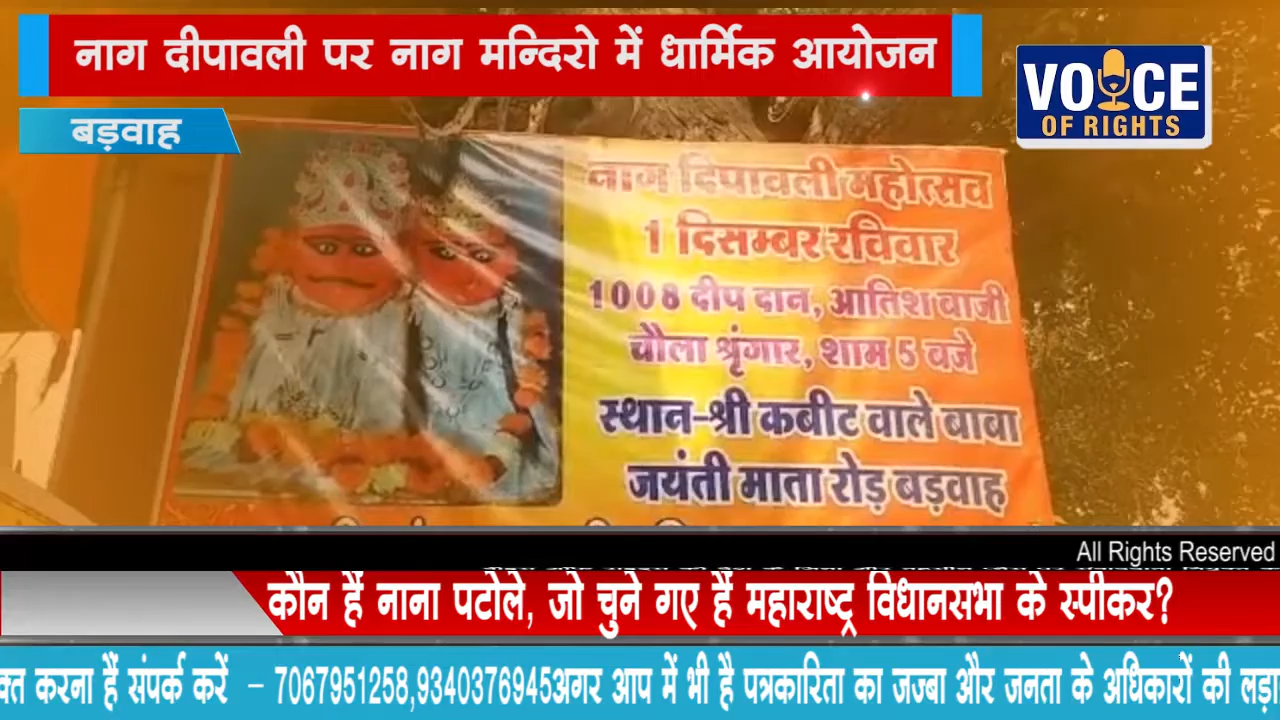 नाग दीपावली पर नाग मन्दिरो में धार्मिक आयोजन
VOICE
OF RIGHTS
बड़वाह
नाग दिपावली महोत्सव
1 दिसम्बर रविवार
1008 दीप दान, आतिश बाजी
चौला श्रृंगार, शाम 5 बजे
स्थान-श्री कबीट वाले बाबा
जयंती माता रोड़ बड़वाह
All Rights Reserved
कौन हैं नाना पटोले, जो चुने गए हैं महाराष्ट्र विधानसभा के स्पीकर?
क्त करना हैं संपर्क करें - 7067951258,9340376945अगर आप में भी है पत्रकारिता का जज्बा और जनता के अधिकारों की लड़ा